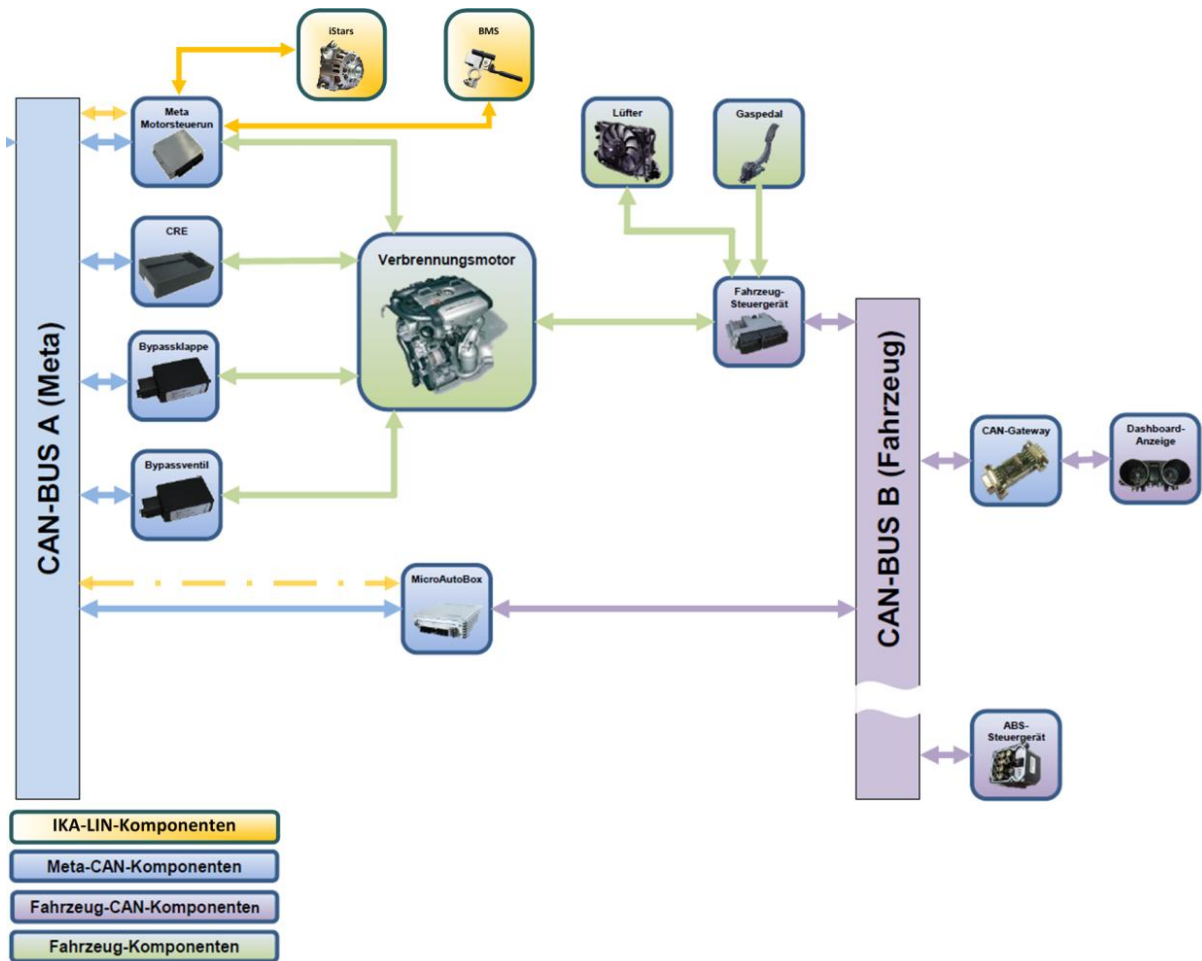 iStars
BMS
Meta
Motorsteuerun
Lüfter
Gaspedal
CRE
Verbrennungsmotor
Fahrzeug-
Steuergerät
Bypassklappe
CAN-BUS A (Meta)
CAN-BUS B (Fahrzeug)
CAN-Gateway
Dashboard-
Anzeige
Bypassventil
MicroAutoBox
ABS-
Steuergerät
IKA-LIN-Komponenten
Meta-CAN-Komponenten
Fahrzeug-CAN-Komponenten
Fahrzeug-Komponenten